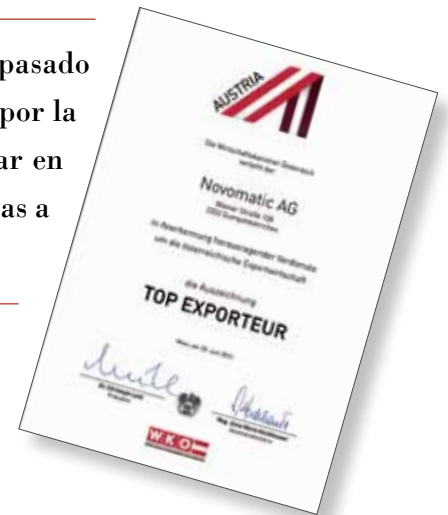 pasado
por la
ar en
as a
AUSTRIA
Die Wirtschaftskammer Österreich
verleiht der
Novomatic AG
Wiener Straße 158
2352 Gumpoldskirchen
in Anerkennung herausragender Verdienste
um die österreichische Exportwirtschaft
die Auszeichnung
TOP EXPORTEUR
WKO